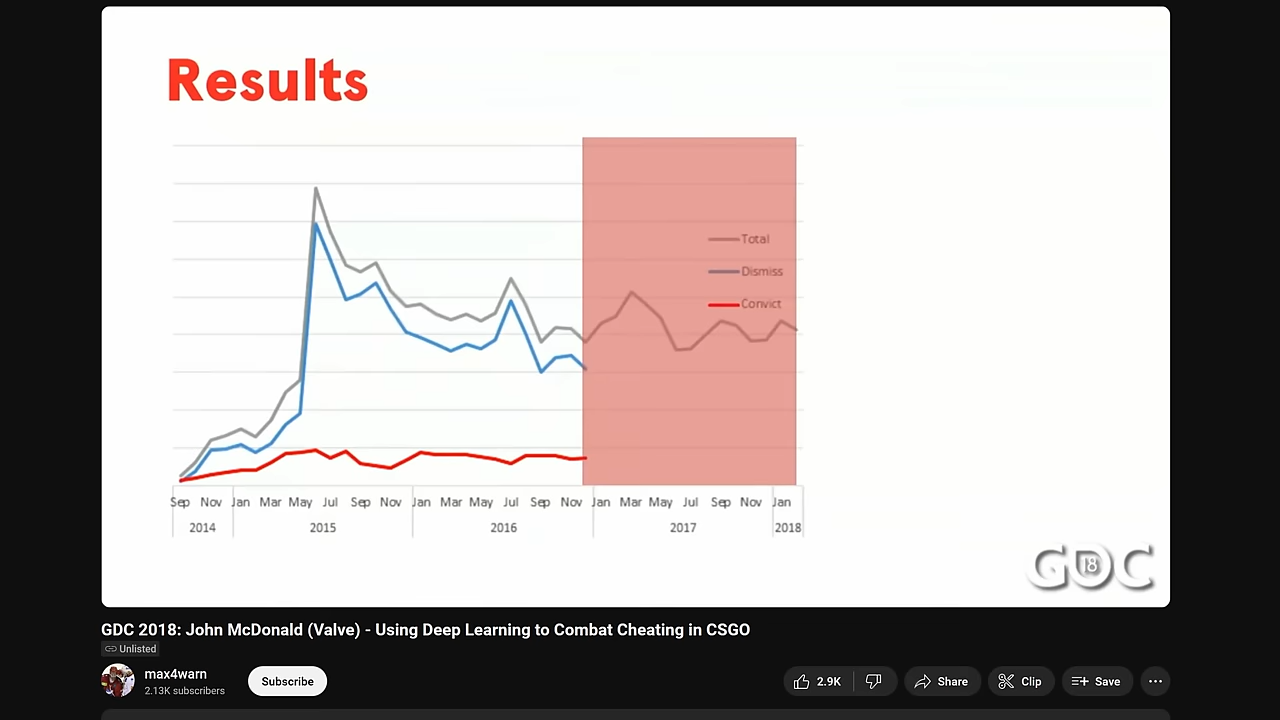 Results
Total
Dismiss
Convict
Sep Nov Jan Mar May Jul Sep Nov Jan Mar May Jul Sep Nov Jan Mar May Jul Sep Nov Jan
2014 2015 2016 2017 2018
GDC 18
GDC 2018: John McDonald (Valve) - Using Deep Learning to Combat Cheating in CSGO
Unlisted
max4warn
2.13K subscribers
Subscribe
2.9K
Share
Clip
Save